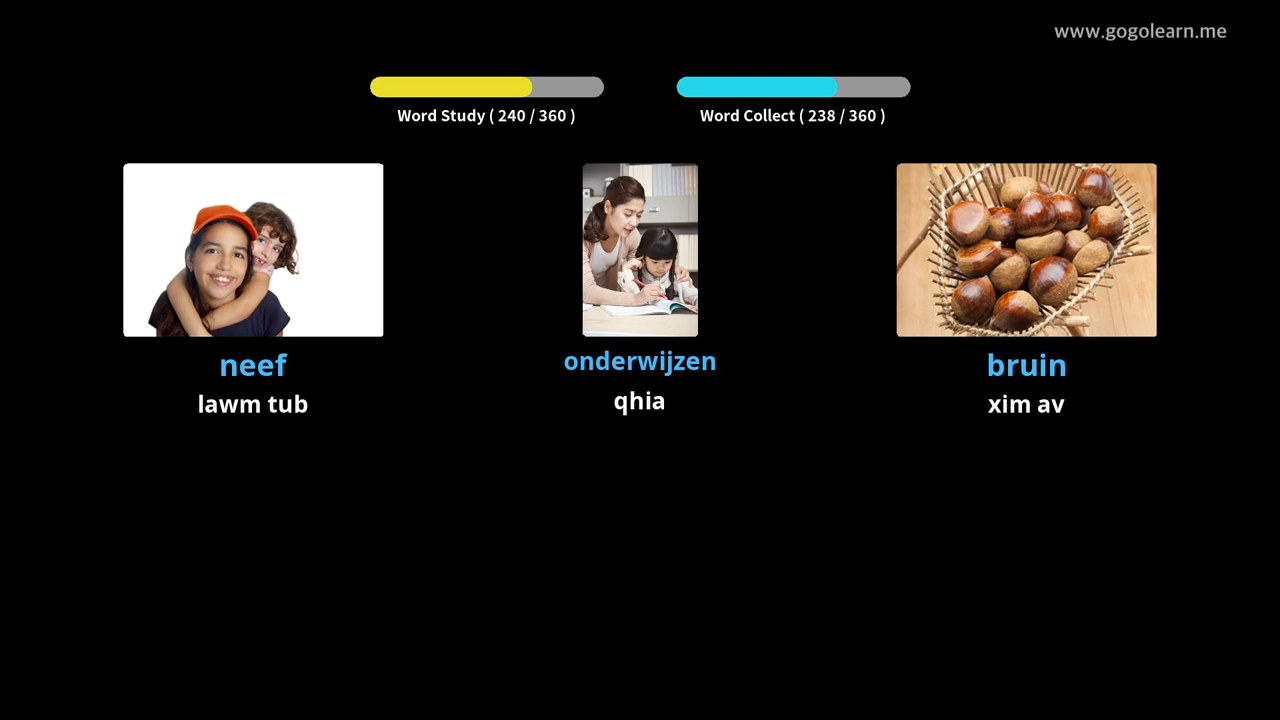 www.gogolearn.me
Word Study ( 240 / 360 )
Word Collect ( 238 / 360 )
neef
onderwijzen
bruin
lawm tub
qhia
xim av